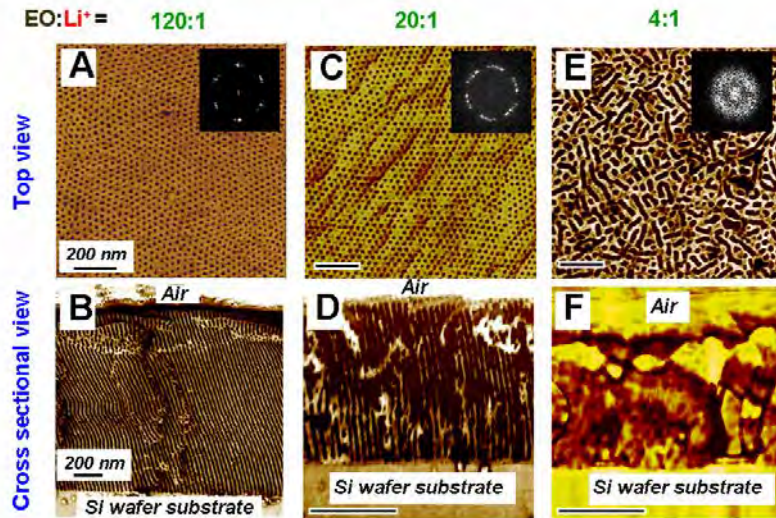 EO:Li⁺ = 120:1 20:1 4:1
Top view
A
C
E
200 nm
Cross sectional view
Air
Air
Air
B
D
F
200 nm
Si wafer substrate
Si wafer substrate
Si wafer substrate